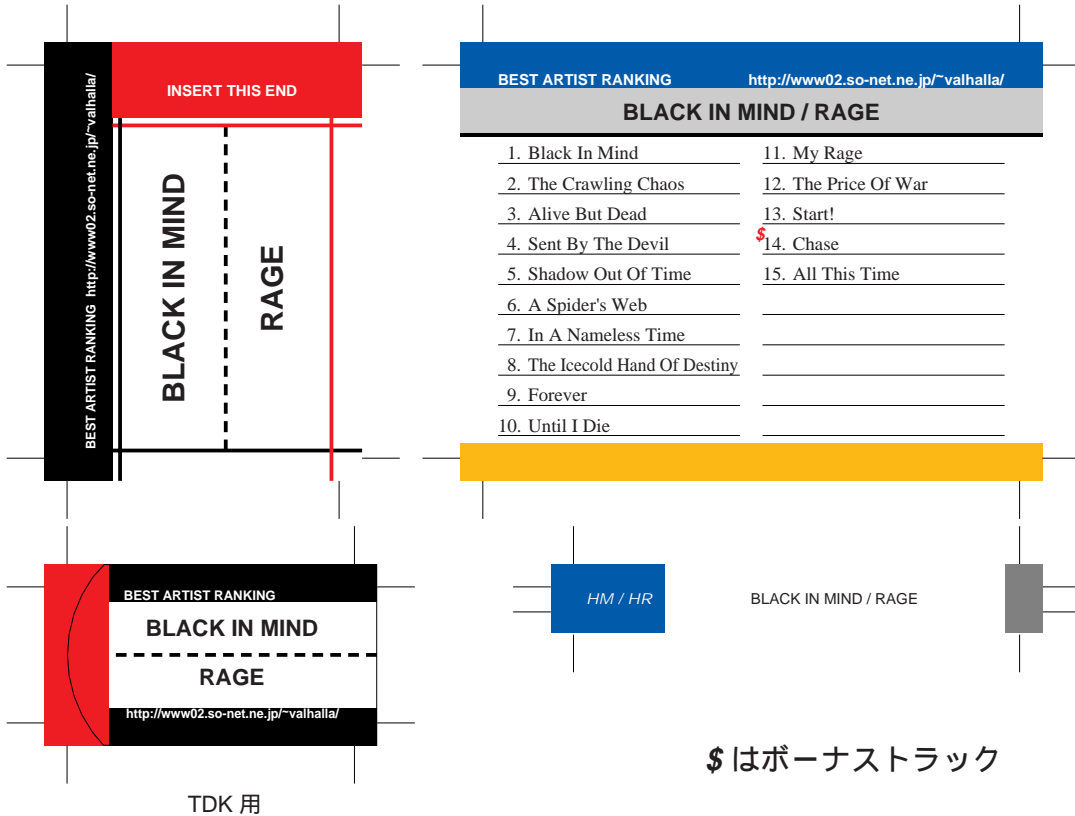 INSERT THIS END
BEST ARTIST RANKING http://www02.so-net.ne.jp/~valhalla/
BLACK IN MIND
RAGE
BEST ARTIST RANKING http://www02.so-net.ne.jp/~valhalla/
BLACK IN MIND / RAGE
1. Black In Mind
2. The Crawling Chaos
3. Alive But Dead
4. Sent By The Devil
5. Shadow Out Of Time
6. A Spider's Web
7. In A Nameless Time
8. The Icecold Hand Of Destiny
9. Forever
10. Until I Die
11. My Rage
12. The Price Of War
13. Start!
$ 14. Chase
15. All This Time
BEST ARTIST RANKING
BLACK IN MIND
RAGE
http://www02.so-net.ne.jp/~valhalla/
TDK 用
HM / HR
BLACK IN MIND / RAGE
$ はボーナストラック